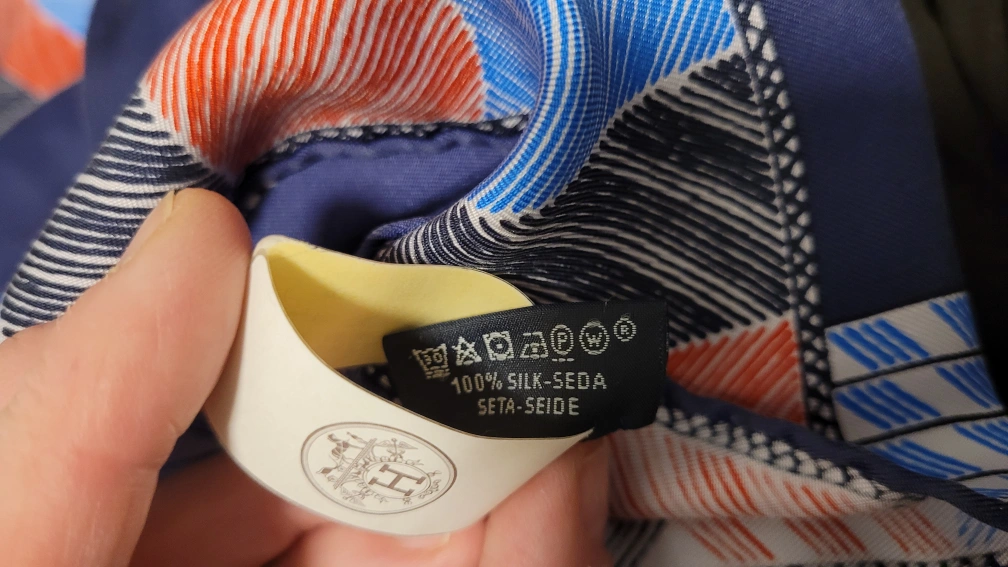 30 P W ®
100% SILK-SEDA
SETA-SEIDE
H